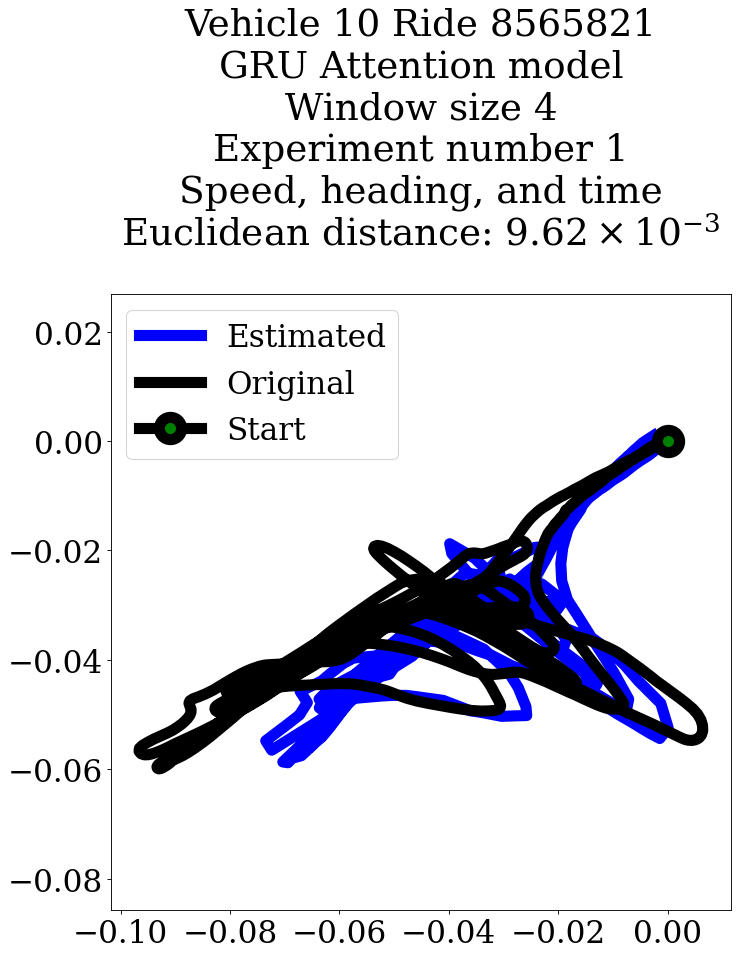 Vehicle 10 Ride 8565821
GRU Attention model
Window size 4
Experiment number 1
Speed, heading, and time
Euclidean distance: 9.62 × 10⁻³
Estimated
Original
Start
0.02
0.00
−0.02
−0.04
−0.06
−0.08
−0.10 −0.08 −0.06 −0.04 −0.02 0.00